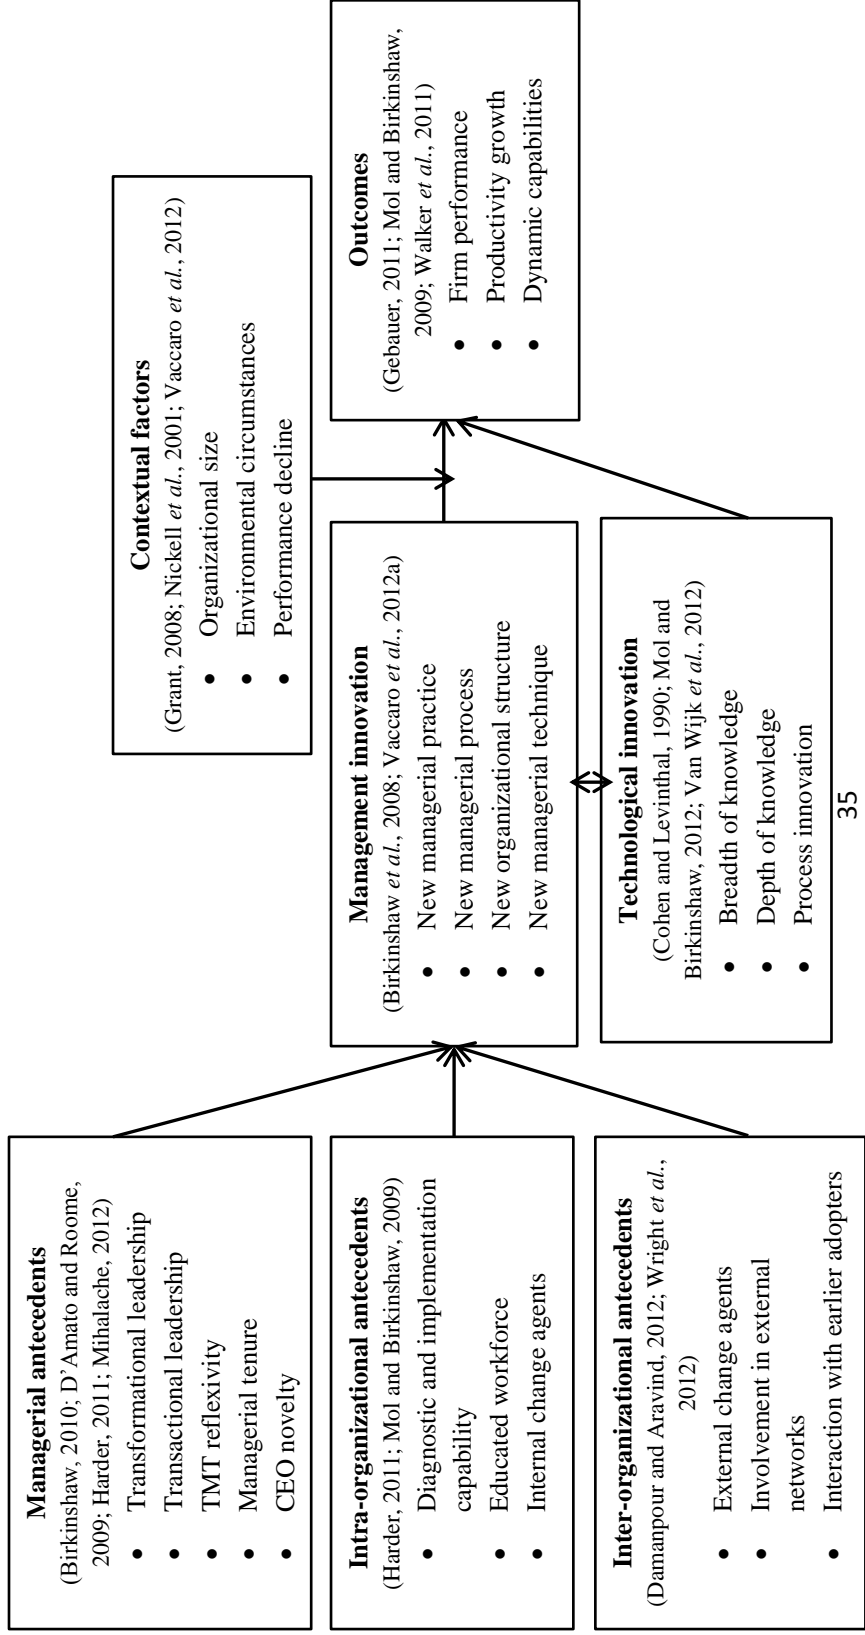 Managerial antecedents
(Birkinshaw, 2010; D’Amato and Roome,
2009; Harder, 2011; Mihalache, 2012)
• Transformational leadership
• Transactional leadership
• TMT reflexivity
• Managerial tenure
• CEO novelty
Intra-organizational antecedents
(Harder, 2011; Mol and Birkinshaw, 2009)
• Diagnostic and implementation
capability
• Educated workforce
• Internal change agents
Inter-organizational antecedents
(Damanpour and Aravind, 2012; Wright et al.,
2012)
• External change agents
• Involvement in external
networks
• Interaction with earlier adopters
Contextual factors
(Grant, 2008; Nickell et al., 2001; Vaccaro et al., 2012)
• Organizational size
• Environmental circumstances
• Performance decline
Management innovation
(Birkinshaw et al., 2008; Vaccaro et al., 2012a)
• New managerial practice
• New managerial process
• New organizational structure
• New managerial technique
Technological innovation
(Cohen and Levinthal, 1990; Mol and
Birkinshaw, 2012; Van Wijk et al., 2012)
• Breadth of knowledge
• Depth of knowledge
• Process innovation
Outcomes
(Gebauer, 2011; Mol and Birkinshaw,
2009; Walker et al., 2011)
• Firm performance
• Productivity growth
• Dynamic capabilities
35